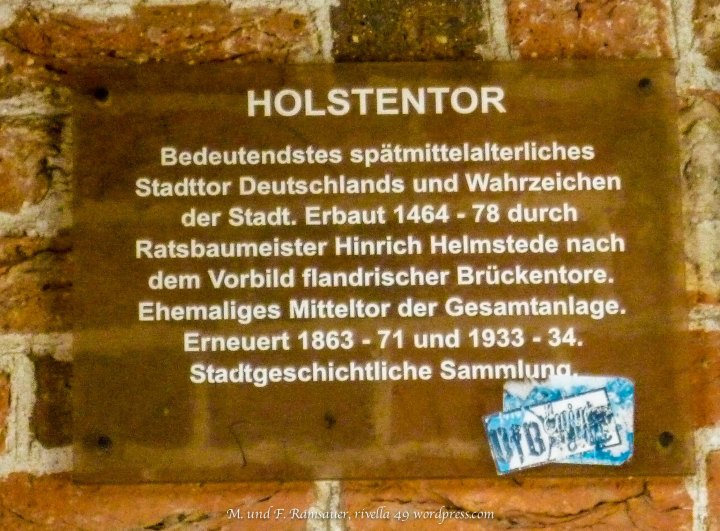 HOLSTENTOR
Bedeutendstes spätmittelalterliches
Stadttor Deutschlands und Wahrzeichen
der Stadt. Erbaut 1464 - 78 durch
Ratsbaumeister Hinrich Helmstede nach
dem Vorbild flandrischer Brückentore.
Ehemaliges Mitteltor der Gesamtanlage.
Erneuert 1863 - 71 und 1933 - 34.
Stadtgeschichtliche Sammlung.
VfB
M. und F. Ramsauer, rivella 49 wordpress.com